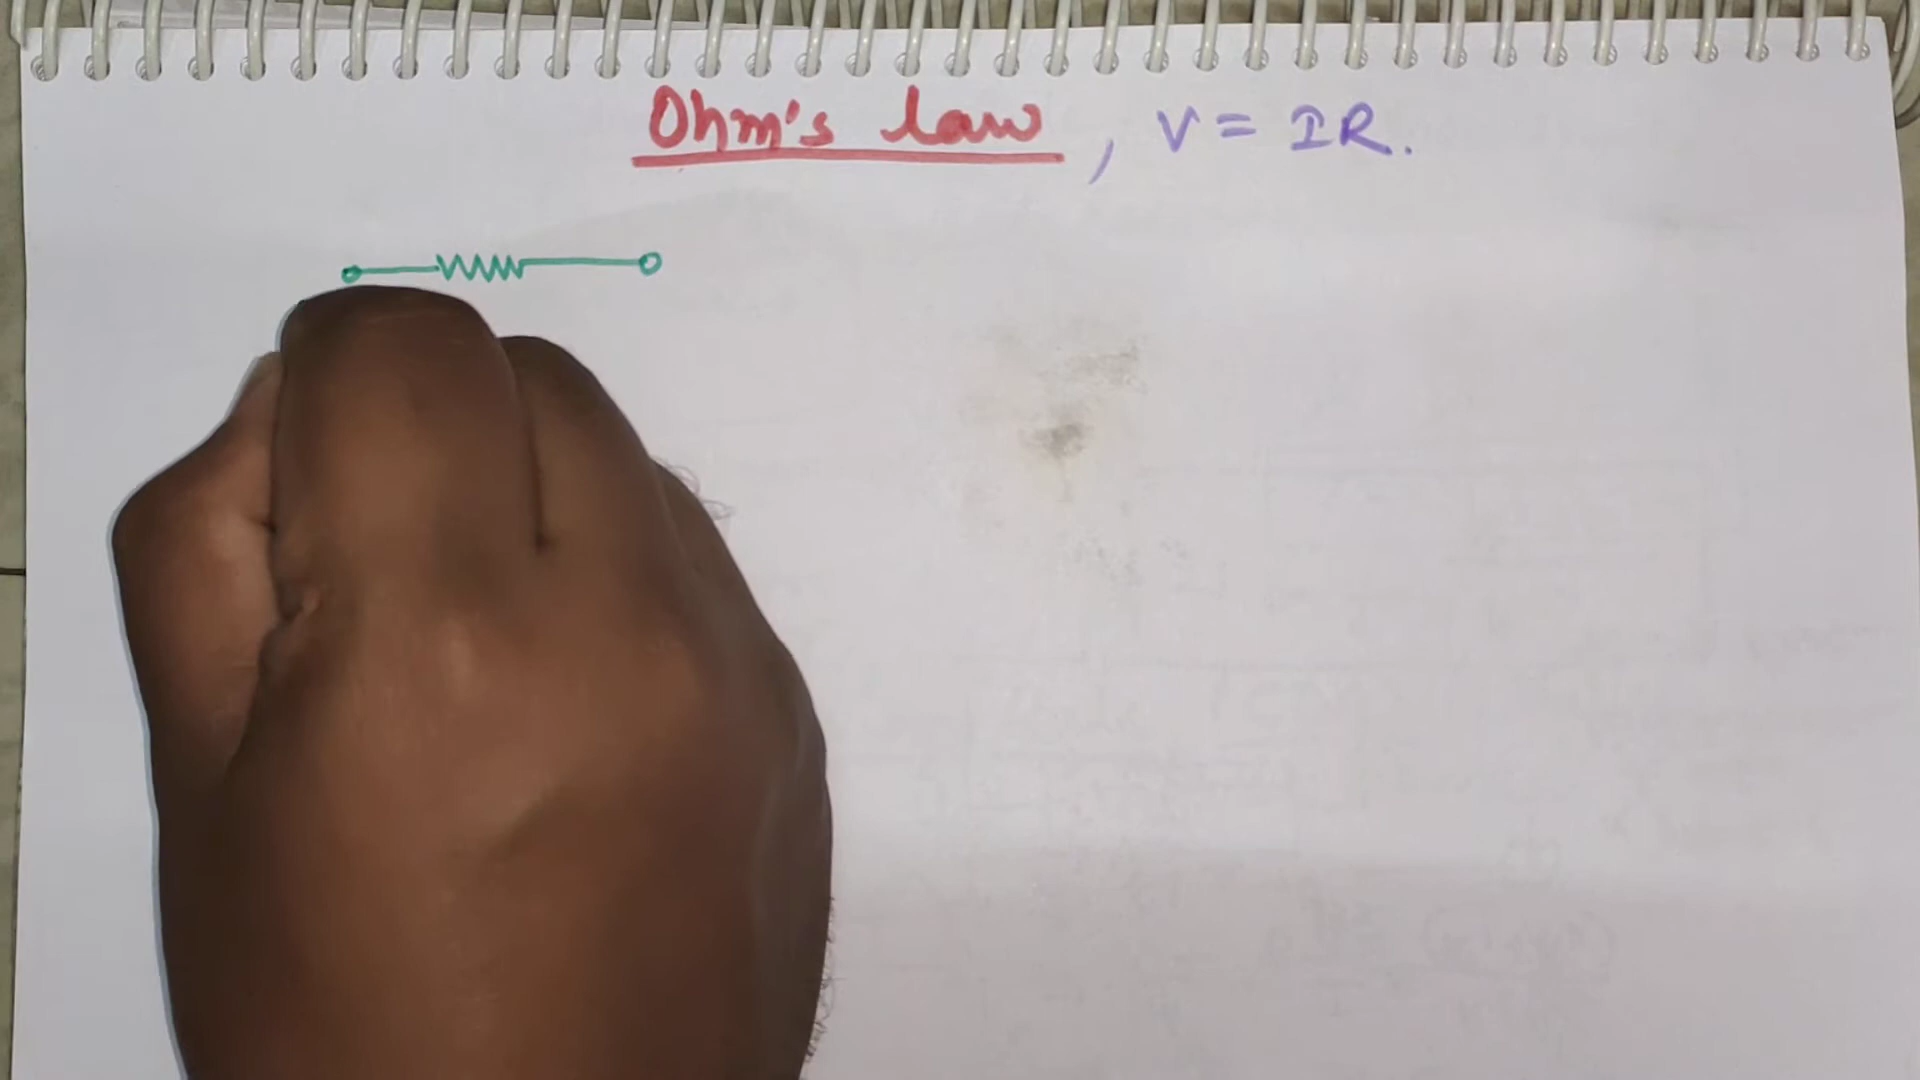 Ohm's law, V = IR.